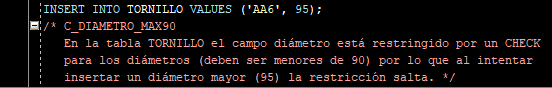 INSERT INTO TORNILLO VALUES ('AA6', 95);
/* C_DIAMETRO_MAX90
En la tabla TORNILLO el campo diámetro está restringido por un CHECK
para los diámetros (deben ser menores de 90) por lo que al intentar
insertar un diámetro mayor (95) la restricción salta. */